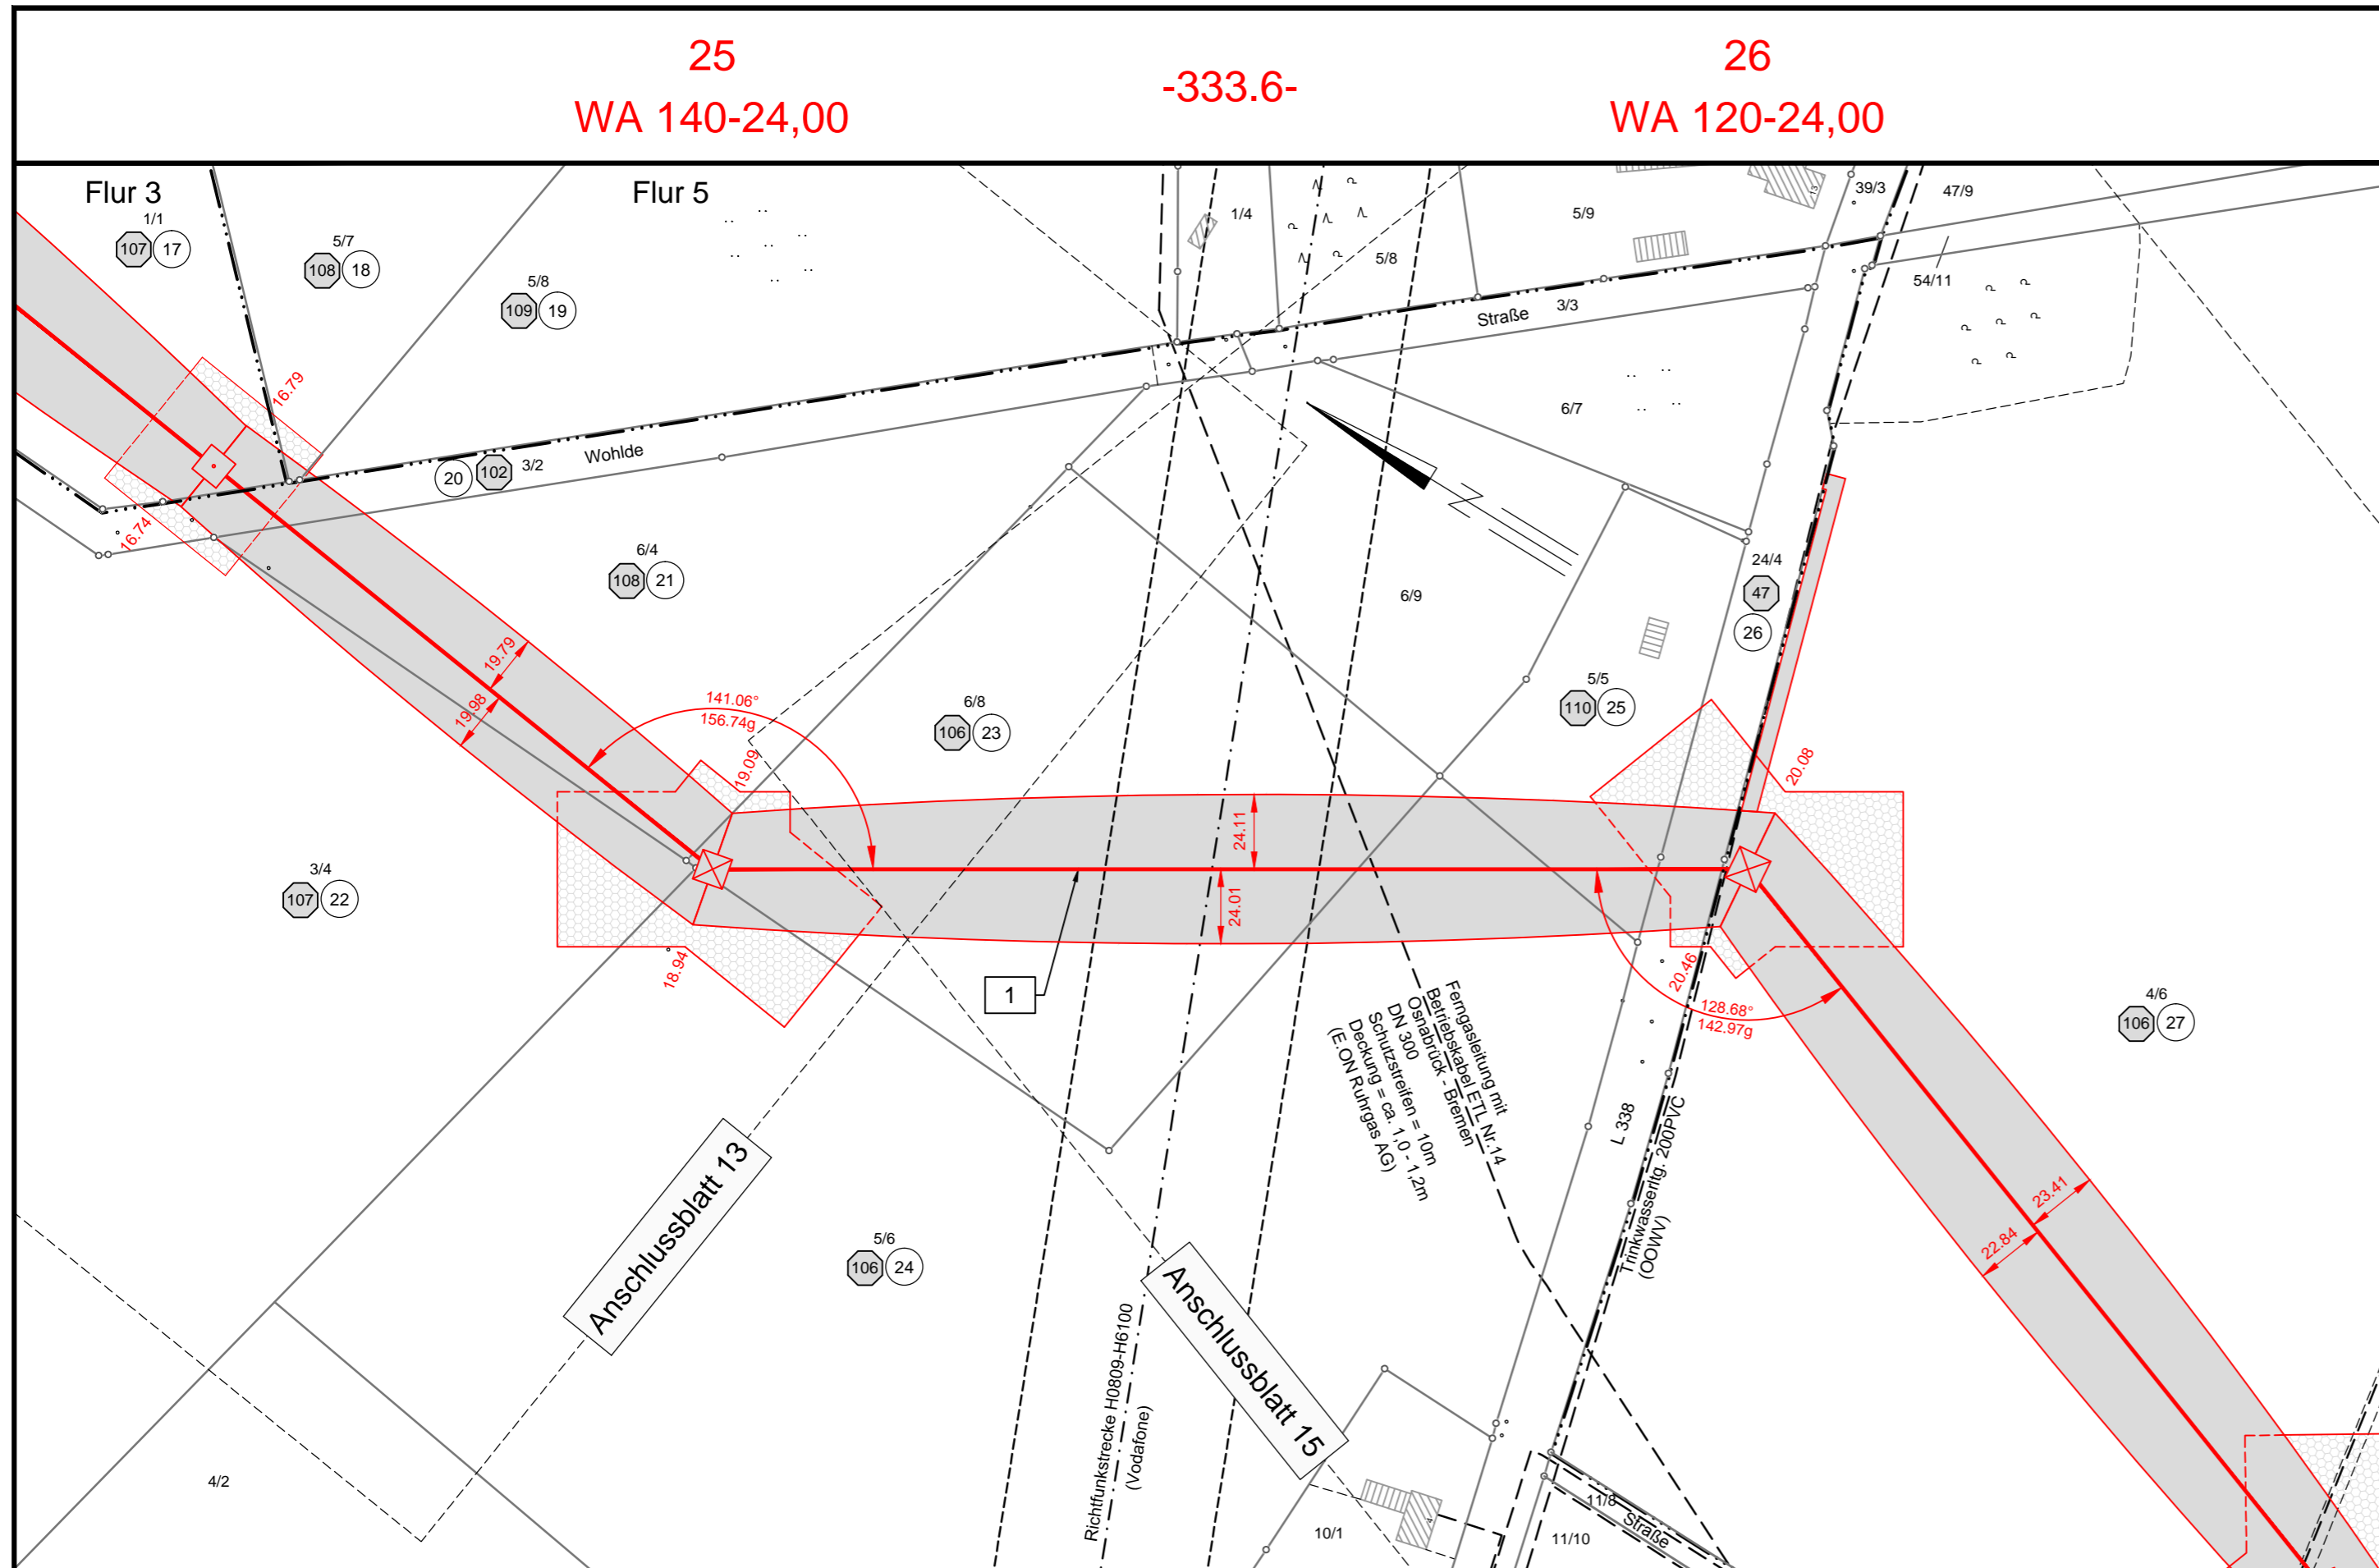 25
WA 140-24,00
-333.6-
26
WA 120-24,00
Flur 3
1/1
107 17
5/7
108 18
Flur 5
5/8
109 19
1/4
5/8
5/9
13
39/3
47/9
54/11
Straße 3/3
6/7
16.79
16.74
20 102 3/2 Wohlde
6/4
108 21
6/9
24/4
47
26
19.79
19.98
141.06°
156.74g
19.09
6/8
106 23
5/5
110 25
20.08
24.11
24.01
3/4
107 22
18.94
1
20.46
128.68°
142.97g
4/6
106 27
Ferngasleitung mit
Betriebskabel ETL Nr.14
Osnabrück - Bremen
DN 300
Schutzstreifen = 10m
Deckung = ca. 1,0 - 1,2m
(E.ON Ruhrgas AG)
L 338
Trinkwasserltg. 200PVC
(OOWV)
23.41
22.84
Anschlussblatt 13
5/6
106 24
Anschlussblatt 15
Richtfunkstrecke H0809-H6100
(Vodafone)
4/2
10/1
4
11/8
Straße
11/10